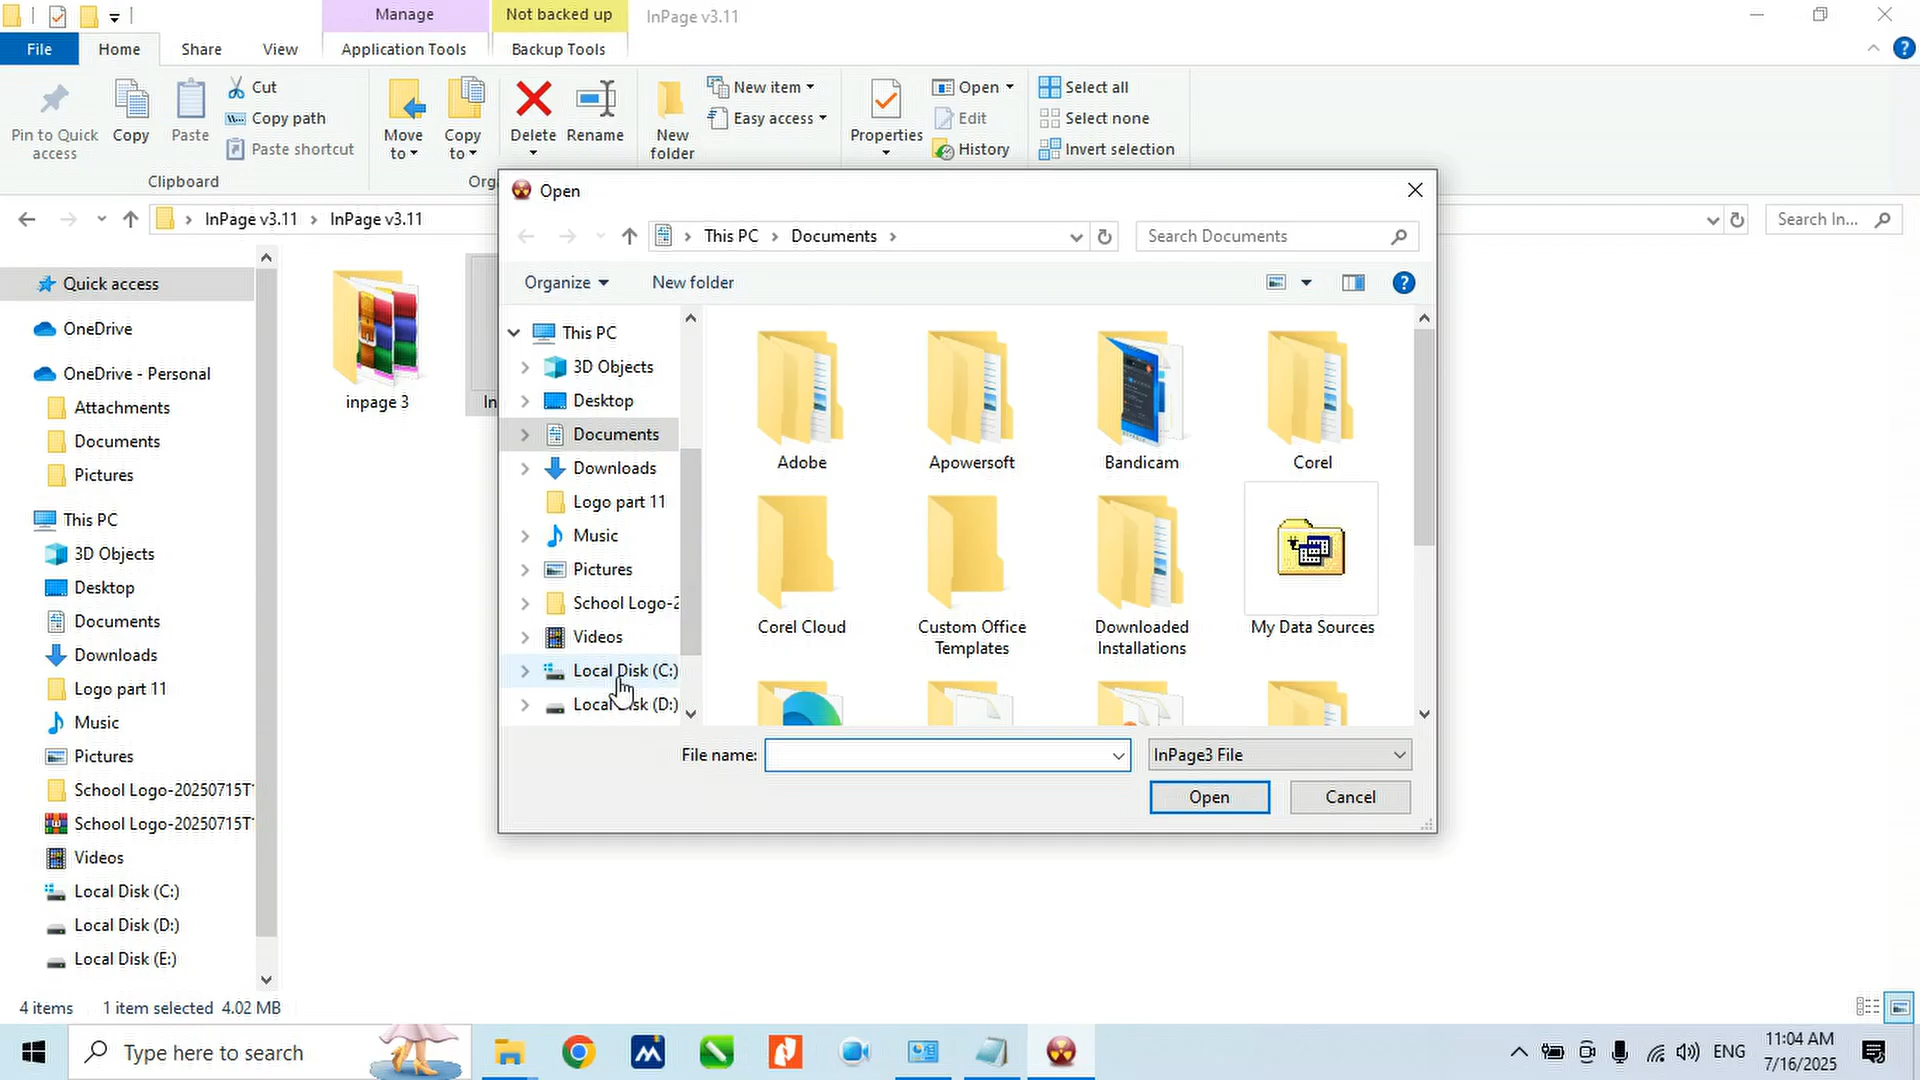 Manage
Not backed up
InPage v3.11
File
Home
Share
View
Application Tools
Backup Tools
Pin to Quick access
Copy
Paste
Cut
Copy path
Paste shortcut
Clipboard
Move to
Copy to
Delete
Rename
Orga
New folder
New item
Easy access
Properties
Open
Edit
History
Select all
Select none
Invert selection
InPage v3.11 > InPage v3.11
Search In...
Quick access
OneDrive
OneDrive - Personal
Attachments
Documents
Pictures
This PC
3D Objects
Desktop
Documents
Downloads
Logo part 11
Music
Pictures
School Logo-20250715T
School Logo-20250715T
Videos
Local Disk (C:)
Local Disk (D:)
Local Disk (E:)
inpage 3
In
Open
This PC > Documents >
Search Documents
Organize
New folder
This PC
3D Objects
Desktop
Documents
Downloads
Logo part 11
Music
Pictures
School Logo-2
Videos
Local Disk (C:)
Local Disk (D:)
Adobe
Apowersoft
Bandicam
Corel
Corel Cloud
Custom Office
Templates
Downloaded
Installations
My Data Sources
File name:
InPage3 File
Open
Cancel
4 items
1 item selected 4.02 MB
Type here to search
ENG
11:04 AM
7/16/2025